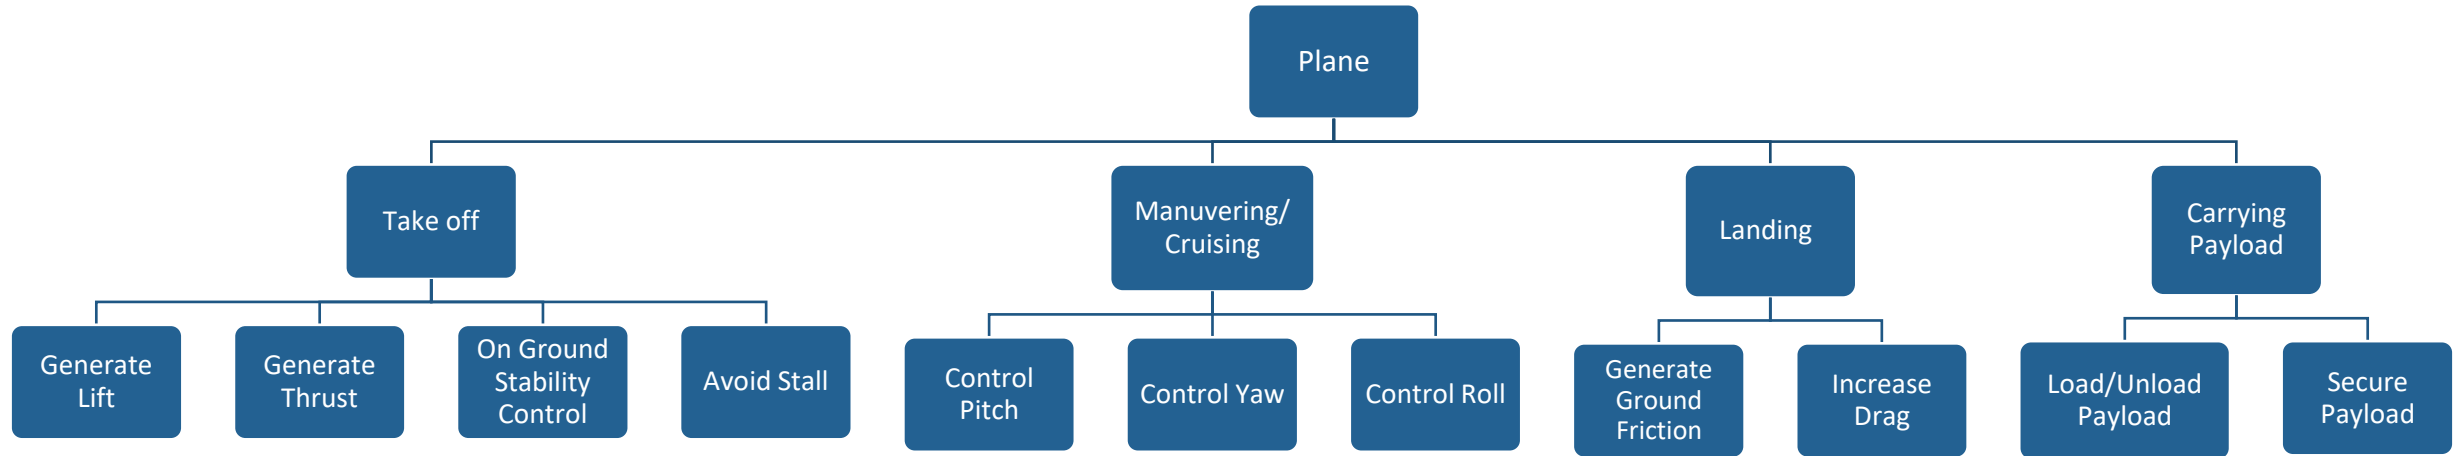 Plane
Take off
Manuvering/
Cruising
Landing
Carrying
Payload
Generate
Lift
Generate
Thrust
On Ground
Stability
Control
Avoid Stall
Control
Pitch
Control Yaw
Control Roll
Generate
Ground
Friction
Increase
Drag
Load/Unload
Payload
Secure
Payload